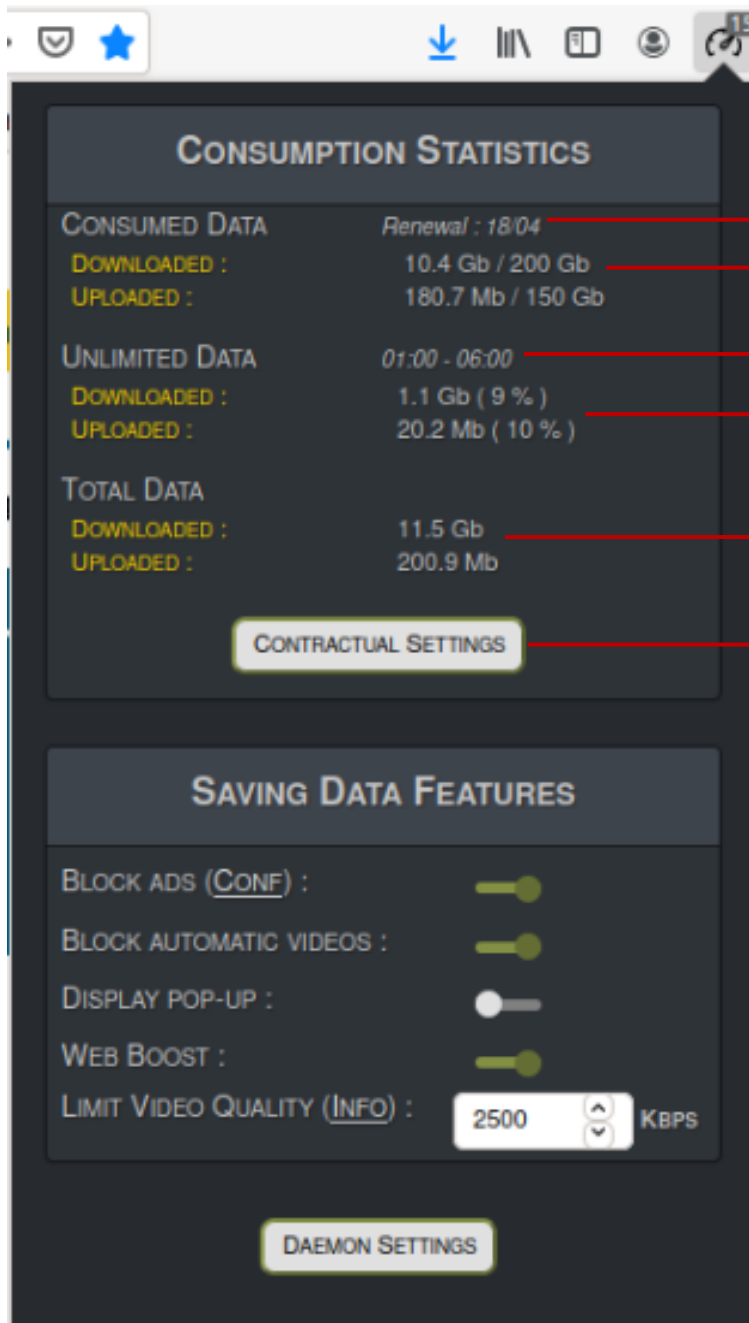 Consumption Statistics
Consumed Data Renewal : 18/04
Downloaded : 10.4 Gb / 200 Gb
Uploaded : 180.7 Mb / 150 Gb
Unlimited Data 01:00 - 06:00
Downloaded : 1.1 Gb ( 9 % )
Uploaded : 20.2 Mb ( 10 % )
Total Data
Downloaded : 11.5 Gb
Uploaded : 200.9 Mb
Contractual Settings
Saving Data Features
Block ads (Conf) :
Block automatic videos :
Display pop-up :
Web Boost :
Limit Video Quality (Info) : 2500 Kbps
Daemon Settings